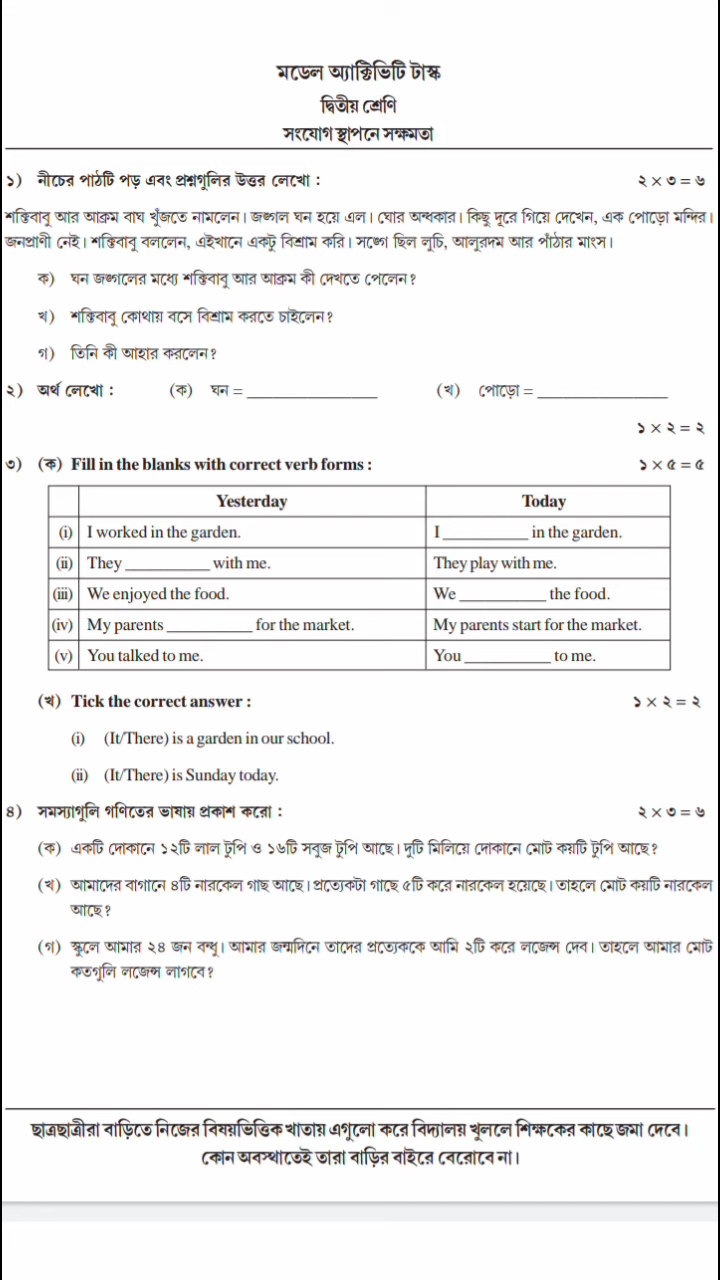 মডেল অ্যাক্টিভিটি টাস্ক
দ্বিতীয় শ্রেণি
সংযোগ স্থাপনে সক্ষমতা
১) নীচের পাঠটি পড় এবং প্রশ্নগুলির উত্তর লেখো : ২ × ৩ = ৬
শক্তিবাবু আর আক্রম বাঘ খুঁজতে নামলেন। জঙ্গল ঘন হয়ে এল। ঘোর অন্ধকার। কিছু দূরে গিয়ে দেখেন, এক পোড়ো মন্দির।
জনপ্রাণী নেই। শক্তিবাবু বললেন, এইখানে একটু বিশ্রাম করি। সঙ্গে ছিল লুচি, আলুরদম আর পাঁঠার মাংস।
ক) ঘন জঙ্গলের মধ্যে শক্তিবাবু আর আক্রম কী দেখতে পেলেন?
খ) শক্তিবাবু কোথায় বসে বিশ্রাম করতে চাইলেন?
গ) তিনি কী আহার করলেন?
২) অর্থ লেখো : (ক) ঘন = ______________ (খ) পোড়ো = ______________
১ × ২ = ২
৩) (ক) Fill in the blanks with correct verb forms : ১ × ৫ = ৫
Yesterday Today
(i) I worked in the garden. I __________ in the garden.
(ii) They __________ with me. They play with me.
(iii) We enjoyed the food. We __________ the food.
(iv) My parents __________ for the market. My parents start for the market.
(v) You talked to me. You __________ to me.
(খ) Tick the correct answer : ১ × ২ = ২
(i) (It/There) is a garden in our school.
(ii) (It/There) is Sunday today.
৪) সমস্যাগুলি গণিতের ভাষায় প্রকাশ করো : ২ × ৩ = ৬
(ক) একটি দোকানে ১২টি লাল টুপি ও ১৬টি সবুজ টুপি আছে। দুটি মিলিয়ে দোকানে মোট কয়টি টুপি আছে?
(খ) আমাদের বাগানে ৪টি নারকেল গাছ আছে। প্রত্যেকটা গাছে ৫টি করে নারকেল হয়েছে। তাহলে মোট কয়টি নারকেল
আছে?
(গ) স্কুলে আমার ২৪ জন বন্ধু। আমার জন্মদিনে তাদের প্রত্যেককে আমি ২টি করে লজেন্স দেব। তাহলে আমার মোট
কতগুলি লজেন্স লাগবে?
ছাত্রছাত্রীরা বাড়িতে নিজের বিষয়ভিত্তিক খাতায় এগুলো করে বিদ্যালয় খুললে শিক্ষকের কাছে জমা দেবে।
কোন অবস্থাতেই তারা বাড়ির বাইরে বেরোবে না।